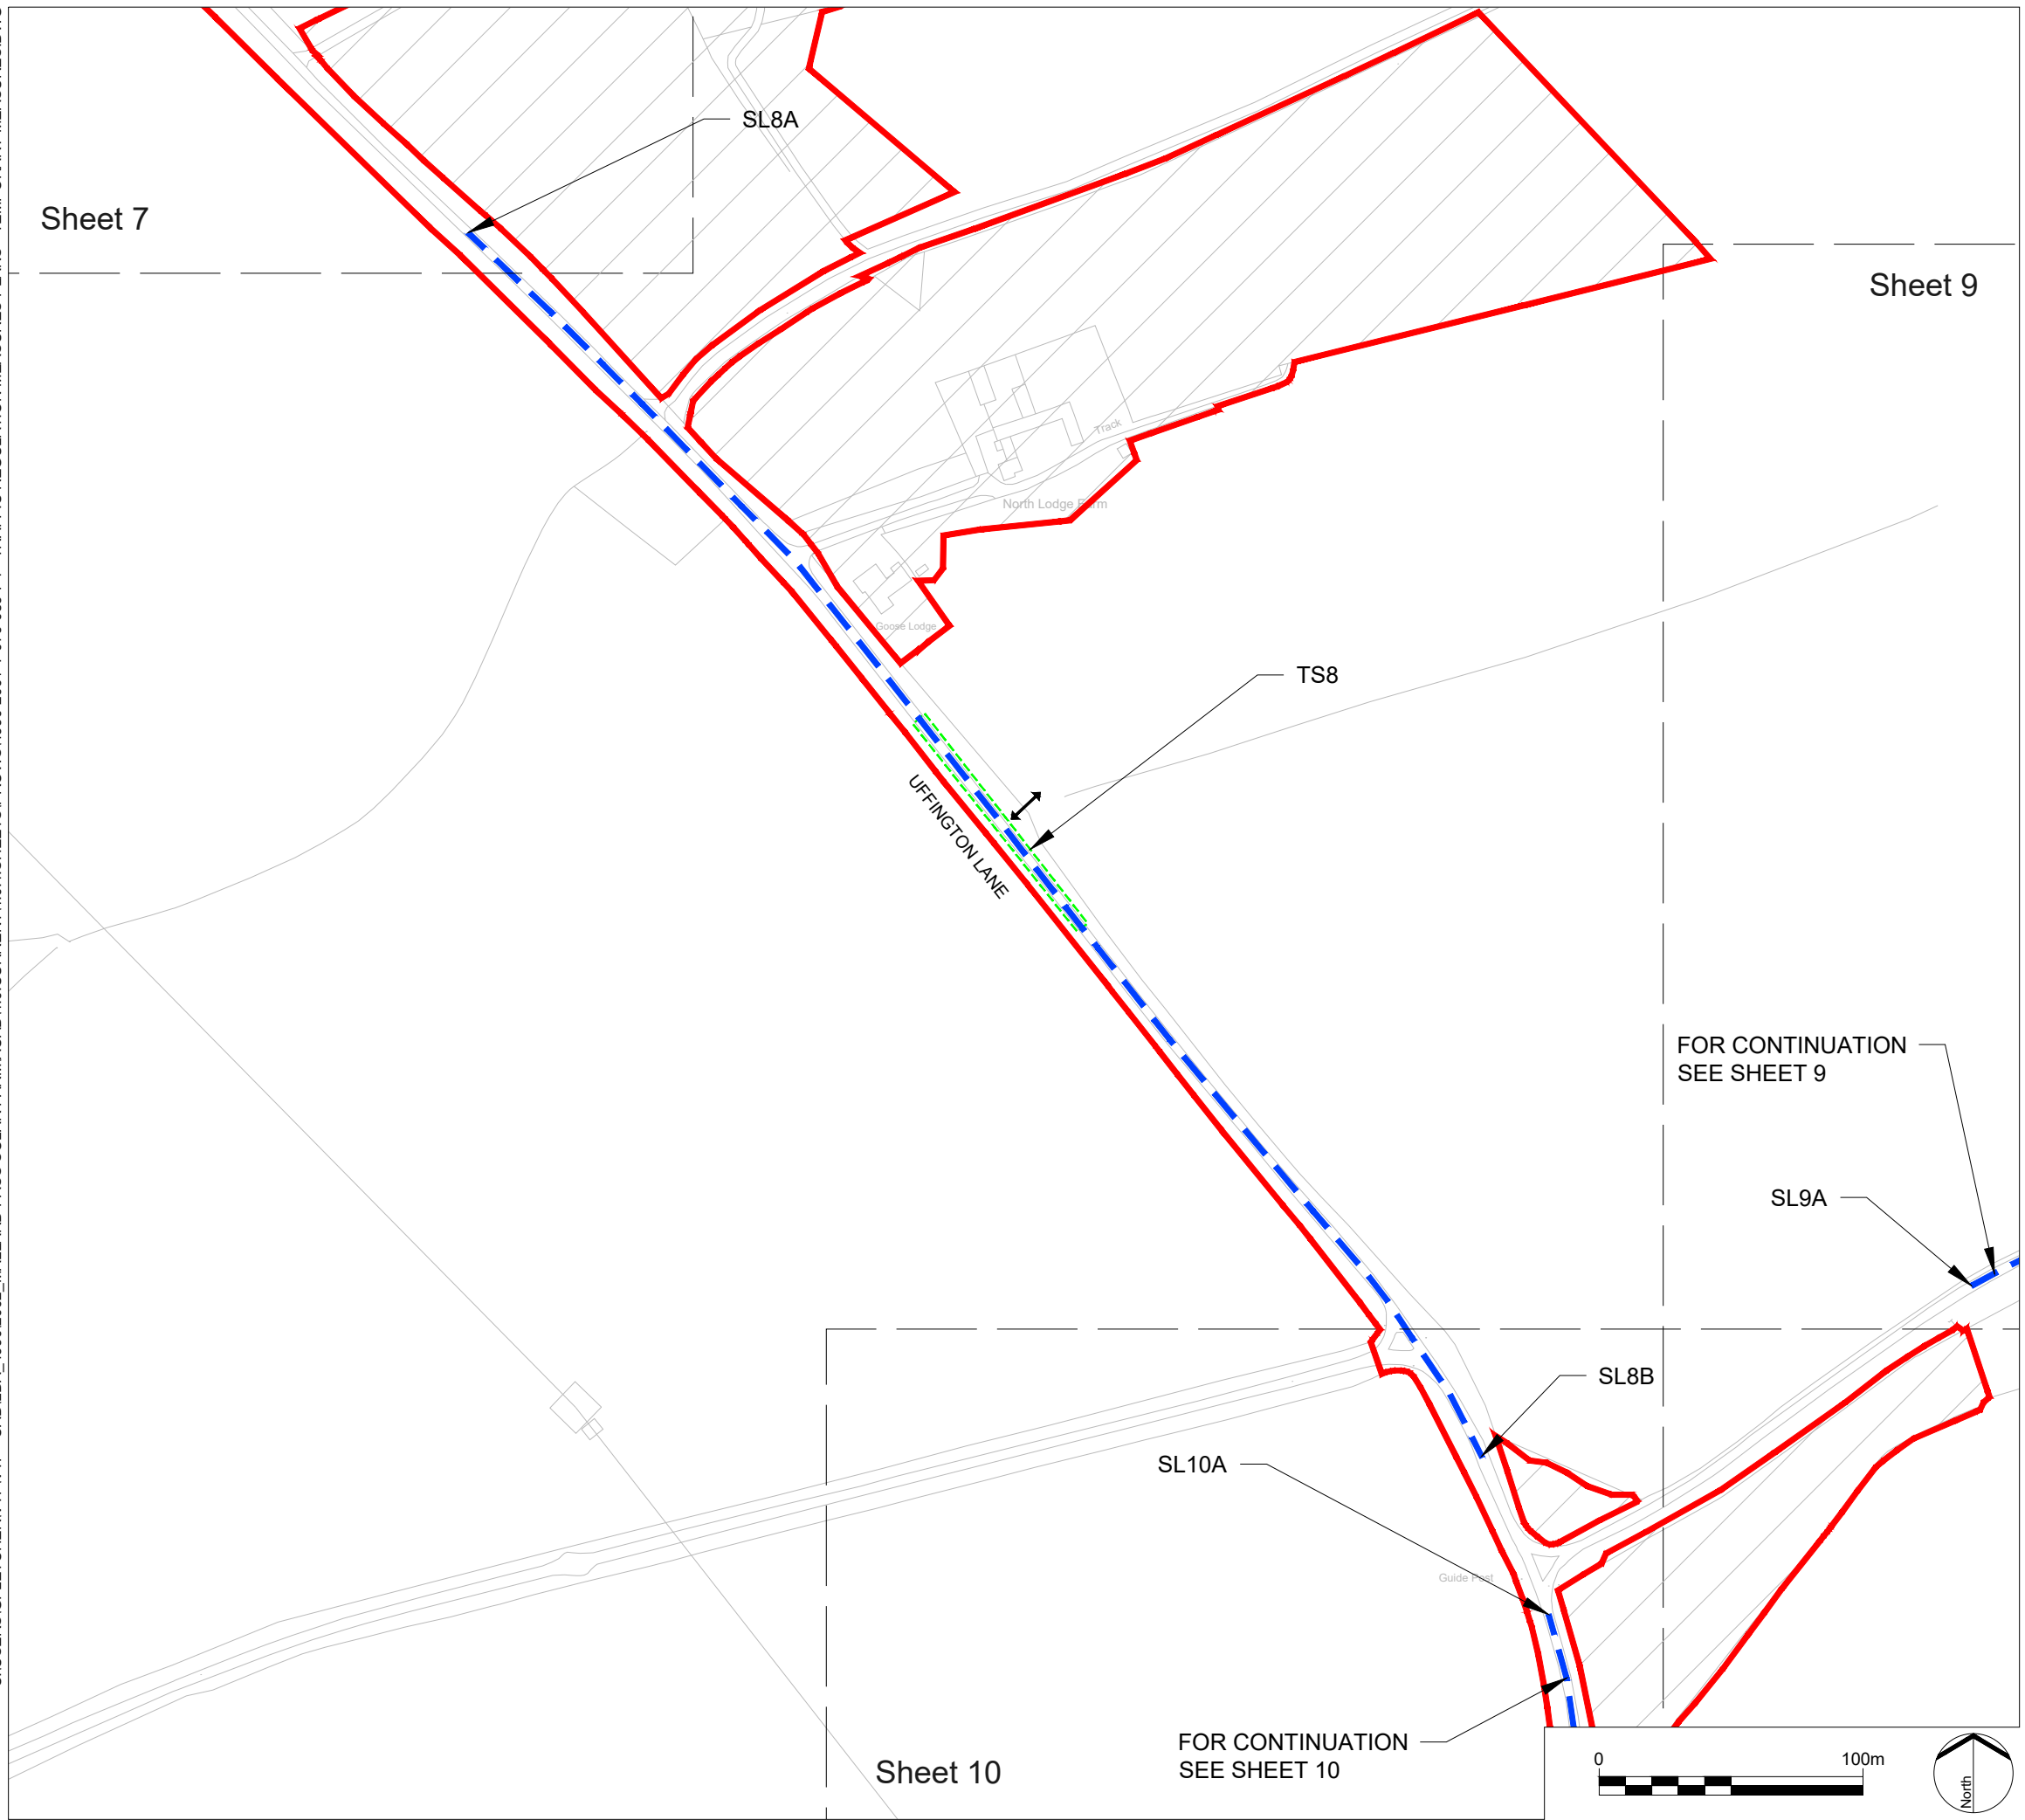 SL8A
Sheet 7
Sheet 9
Track
North Lodge Farm
Goose Lodge
TS8
UFFINGTON LANE
FOR CONTINUATION
SEE SHEET 9
SL9A
SL8B
SL10A
Guide Post
FOR CONTINUATION
SEE SHEET 10
Sheet 10
0
100m
North